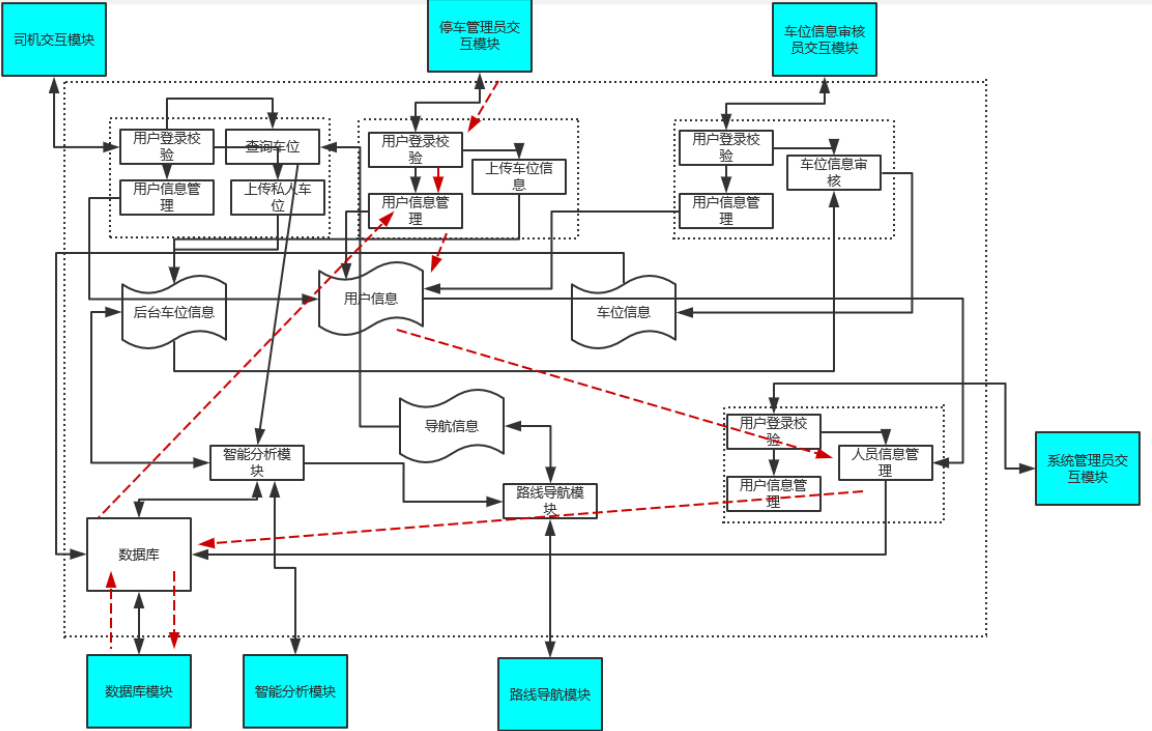 司机交互模块
停车管理员交
互模块
车位信息审核
员交互模块
用户登录校
验
查询车位
用户信息管
理
上传私人车
位
用户登录校
验
上传车位信
息
用户信息管
理
用户登录校
验
车位信息审
核
用户信息管
理
后台车位信息
用户信息
车位信息
导航信息
智能分析模
块
路线导航模
块
用户登录校
验
人员信息管
理
用户信息管
理
系统管理员交
互模块
数据库
数据库模块
智能分析模块
路线导航模块